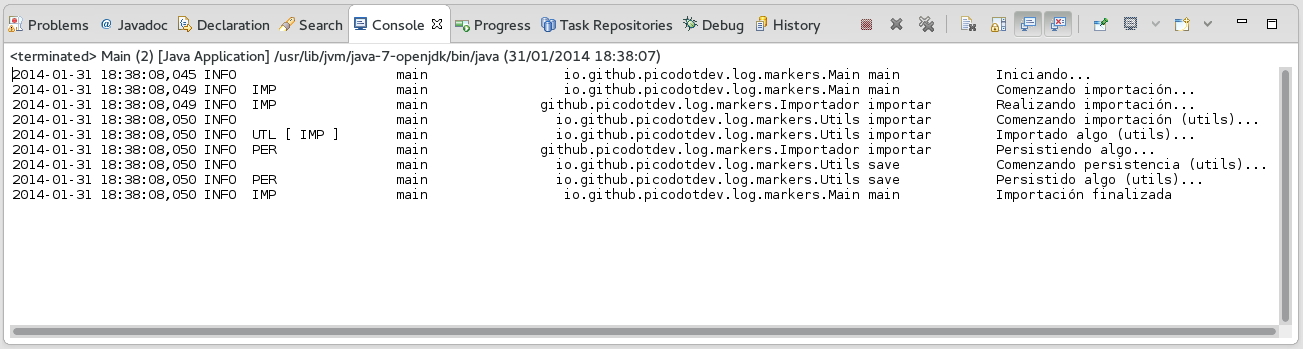 Problems @ Javadoc Declaration Search Console Progress Task Repositories Debug History
<terminated> Main (2) [Java Application] /usr/lib/jvm/java-7-openjdk/bin/java (31/01/2014 18:38:07)
2014-01-31 18:38:08,045 INFO main io.github.picodotdev.log.markers.Main main Iniciando...
2014-01-31 18:38:08,049 INFO IMP main io.github.picodotdev.log.markers.Main main Comenzando importación...
2014-01-31 18:38:08,049 INFO IMP main github.picodotdev.log.markers.Importador importar Realizando importación...
2014-01-31 18:38:08,050 INFO main io.github.picodotdev.log.markers.Utils importar Comenzando importación (utils)...
2014-01-31 18:38:08,050 INFO UTL [ IMP ] main io.github.picodotdev.log.markers.Utils importar Importado algo (utils)...
2014-01-31 18:38:08,050 INFO PER main github.picodotdev.log.markers.Importador importar Persistiendo algo...
2014-01-31 18:38:08,050 INFO main io.github.picodotdev.log.markers.Utils save Comenzando persistencia (utils)...
2014-01-31 18:38:08,050 INFO PER main io.github.picodotdev.log.markers.Utils save Persistido algo (utils)...
2014-01-31 18:38:08,050 INFO IMP main io.github.picodotdev.log.markers.Main main Importación finalizada